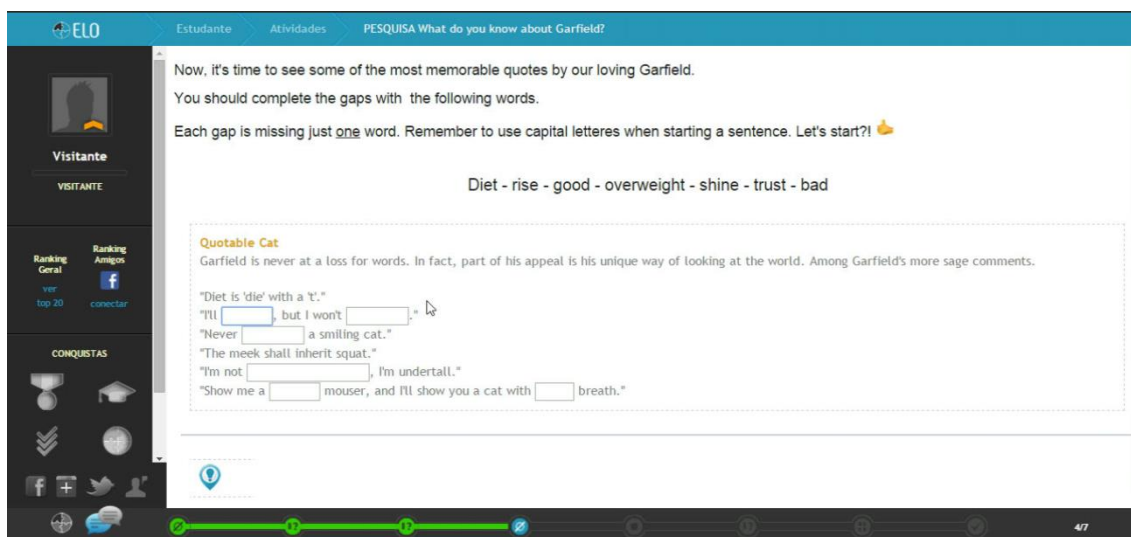 ELO
Estudante Atividades PESQUISA What do you know about Garfield?
Visitante
VISITANTE
Ranking Geral
ver top 20
Ranking Amigos
f
conectar
CONQUISTAS
Now, it's time to see some of the most memorable quotes by our loving Garfield.
You should complete the gaps with the following words.
Each gap is missing just one word. Remember to use capital letteres when starting a sentence. Let's start?!
Diet - rise - good - overweight - shine - trust - bad
Quotable Cat
Garfield is never at a loss for words. In fact, part of his appeal is his unique way of looking at the world. Among Garfield's more sage comments.
"Diet is 'die' with a 't'."
"I'll , but I won't ."
"Never a smiling cat."
"The meek shall inherit squat."
"I'm not , I'm undertall."
"Show me a mouser, and I'll show you a cat with breath."
4/7